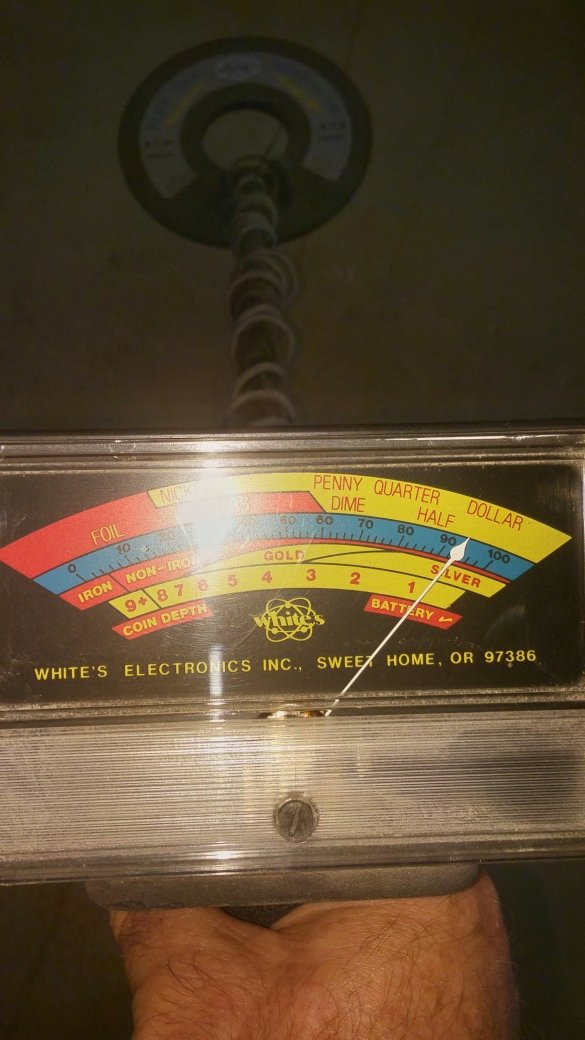 PENNY QUARTER
FOIL DIME HALF DOLLAR
0 10 60 70 80 90 100
IRON NON-IRON GOLD SILVER
9+ 8 7 6 5 4 3 2 1
COIN DEPTH White's BATTERY
WHITE'S ELECTRONICS INC., SWEET HOME, OR 97386